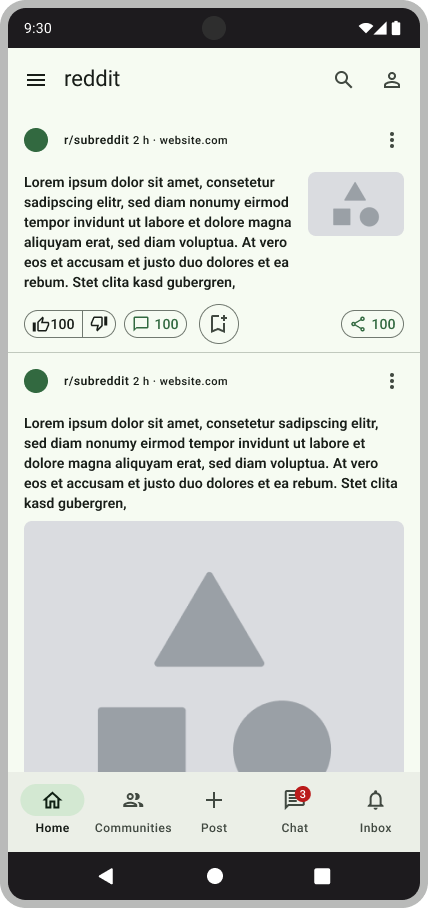 9:30
reddit
r/subreddit 2 h · website.com
Lorem ipsum dolor sit amet, consetetur
sadipscing elitr, sed diam nonumy eirmod
tempor invidunt ut labore et dolore magna
aliquyam erat, sed diam voluptua. At vero
eos et accusam et justo duo dolores et ea
rebum. Stet clita kasd gubergren,
100 100 100
r/subreddit 2 h · website.com
Lorem ipsum dolor sit amet, consetetur sadipscing elitr,
sed diam nonumy eirmod tempor invidunt ut labore et
dolore magna aliquyam erat, sed diam voluptua. At vero
eos et accusam et justo duo dolores et ea rebum. Stet clita
kasd gubergren,
3
Home Communities Post Chat Inbox